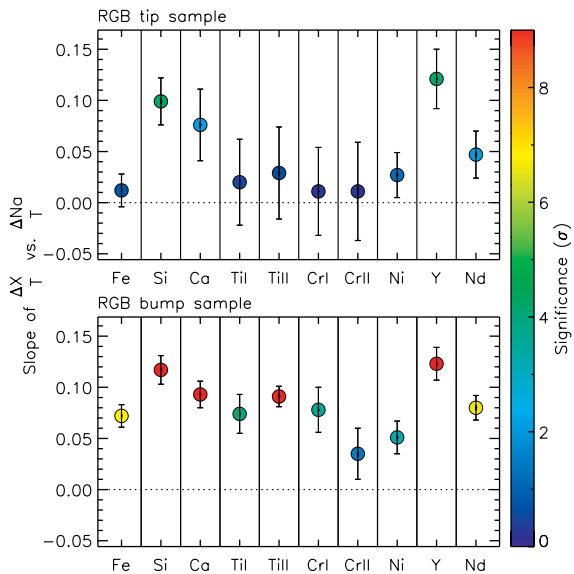 RGB tip sample
0.15
0.10
0.05
0.00
−0.05
Fe Si Ca TiI TiII CrI CrII Ni Y Nd
RGB bump sample
0.15
0.10
0.05
0.00
−0.05
Fe Si Ca TiI TiII CrI CrII Ni Y Nd
Slope of ΔX/T vs. ΔNa/T
8
6
4
2
0
Significance (σ)